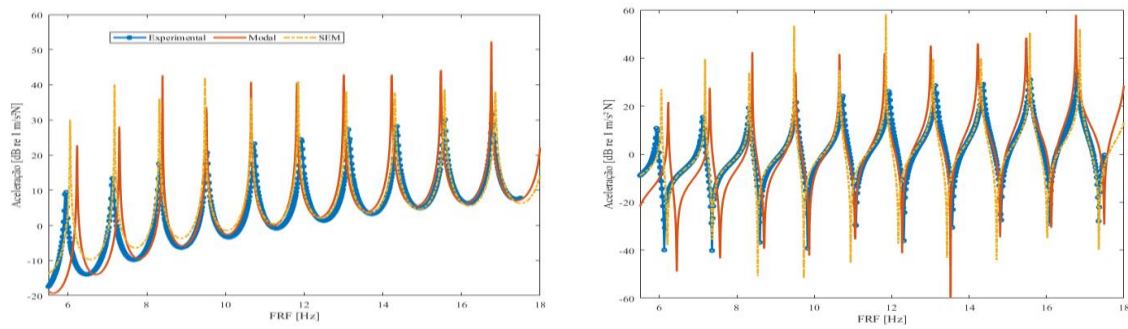 60
50
40
30
20
10
0
-10
-20
Experimental Modal SEM
Aceleração [dB re 1 m/s²N]
6 8 10 12 14 16 18
FRF [Hz]
60
40
20
0
-20
-40
-60
Aceleração [dB re 1 m/s² N]
6 8 10 12 14 16 18
FRF [Hz]